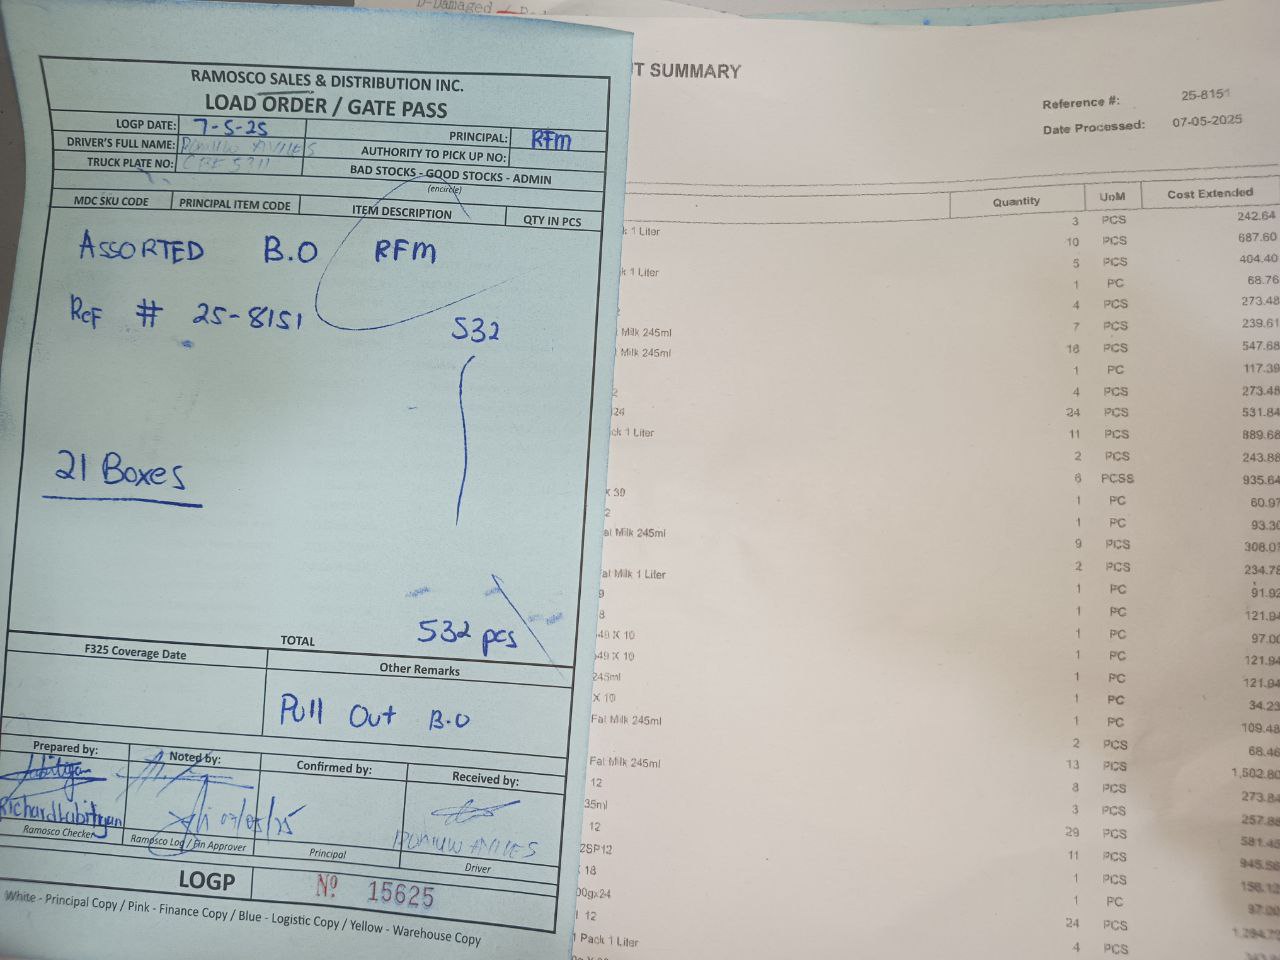 D-Damaged
RAMOSCO SALES & DISTRIBUTION INC.
LOAD ORDER / GATE PASS
LOGP DATE: 7-5-25 PRINCIPAL: RFM
DRIVER'S FULL NAME: AUTHORITY TO PICK UP NO:
TRUCK PLATE NO: BAD STOCKS - GOOD STOCKS - ADMIN
(encircle)
MDC SKU CODE PRINCIPAL ITEM CODE ITEM DESCRIPTION QTY IN PCS
ASSORTED B.O RFM
Ref # 25-8151 532
21 Boxes
532 pcs
TOTAL
F325 Coverage Date Other Remarks
Pull Out B.O
Prepared by: Noted by: Confirmed by: Received by:
07/05/25
Ramosco Checker Ramosco Log / Fin Approver Principal Driver
LOGP Nº 15625
White - Principal Copy / Pink - Finance Copy / Blue - Logistic Copy / Yellow - Warehouse Copy
T SUMMARY
Reference #: 25-8151
Date Processed: 07-05-2025
Quantity UoM Cost Extended
k 1 Liter 3 PCS 242.64
10 PCS 687.60
k 1 Liter 5 PCS 404.40
1 PC 68.76
4 PCS 273.48
Milk 245ml 7 PCS 239.61
Milk 245ml 16 PCS 547.68
1 PC 117.39
2 4 PCS 273.48
24 24 PCS 531.84
ck 1 Liter 11 PCS 889.68
2 PCS 243.88
6 PCSS 935.64
X 30 1 PC 60.97
2 1 PC 93.30
at Milk 245ml 9 PCS 308.07
2 PCS 234.78
at Milk 1 Liter 1 PC 91.92
9 1 PC 121.94
8 1 PC 97.00
49 X 10 1 PC 121.94
49 X 10 1 PC 121.94
245ml 1 PC 34.23
X 10 1 PC 109.48
Fat Milk 245ml 2 PCS 68.46
13 PCS 1,502.80
Fat Milk 245ml 8 PCS 273.84
12 3 PCS 257.88
35ml 29 PCS 581.45
12 11 PCS 945.56
2SP12 1 PC 158.12
18 1 PC 97.00
00gx24 24 PCS
12 4 PCS
Pack 1 Liter